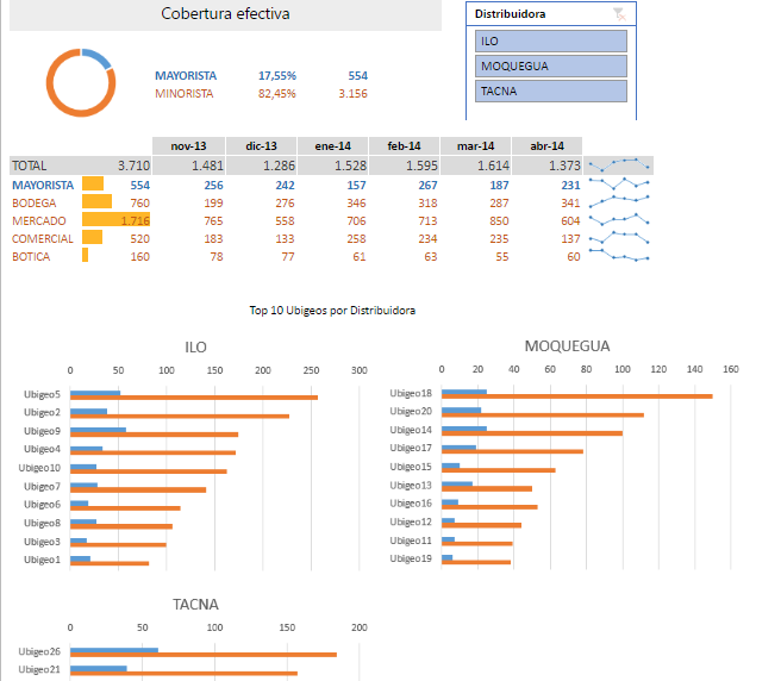 Cobertura efectiva
Distribuidora
ILO
MOQUEGUA
TACNA
MAYORISTA 17,55% 554
MINORISTA 82,45% 3.156
nov-13 dic-13 ene-14 feb-14 mar-14 abr-14
TOTAL 3.710 1.481 1.286 1.528 1.595 1.614 1.373
MAYORISTA 554 256 242 157 267 187 231
BODEGA 760 199 276 346 318 287 341
MERCADO 1.716 765 558 706 713 850 604
COMERCIAL 520 183 133 258 234 235 137
BOTICA 160 78 77 61 63 55 60
Top 10 Ubigeos por Distribuidora
ILO
0 50 100 150 200 250 300
Ubigeo5
Ubigeo2
Ubigeo9
Ubigeo4
Ubigeo10
Ubigeo7
Ubigeo6
Ubigeo8
Ubigeo3
Ubigeo1
MOQUEGUA
0 20 40 60 80 100 120 140 160
Ubigeo18
Ubigeo20
Ubigeo14
Ubigeo17
Ubigeo15
Ubigeo13
Ubigeo16
Ubigeo12
Ubigeo11
Ubigeo19
TACNA
0 50 100 150 200
Ubigeo26
Ubigeo21